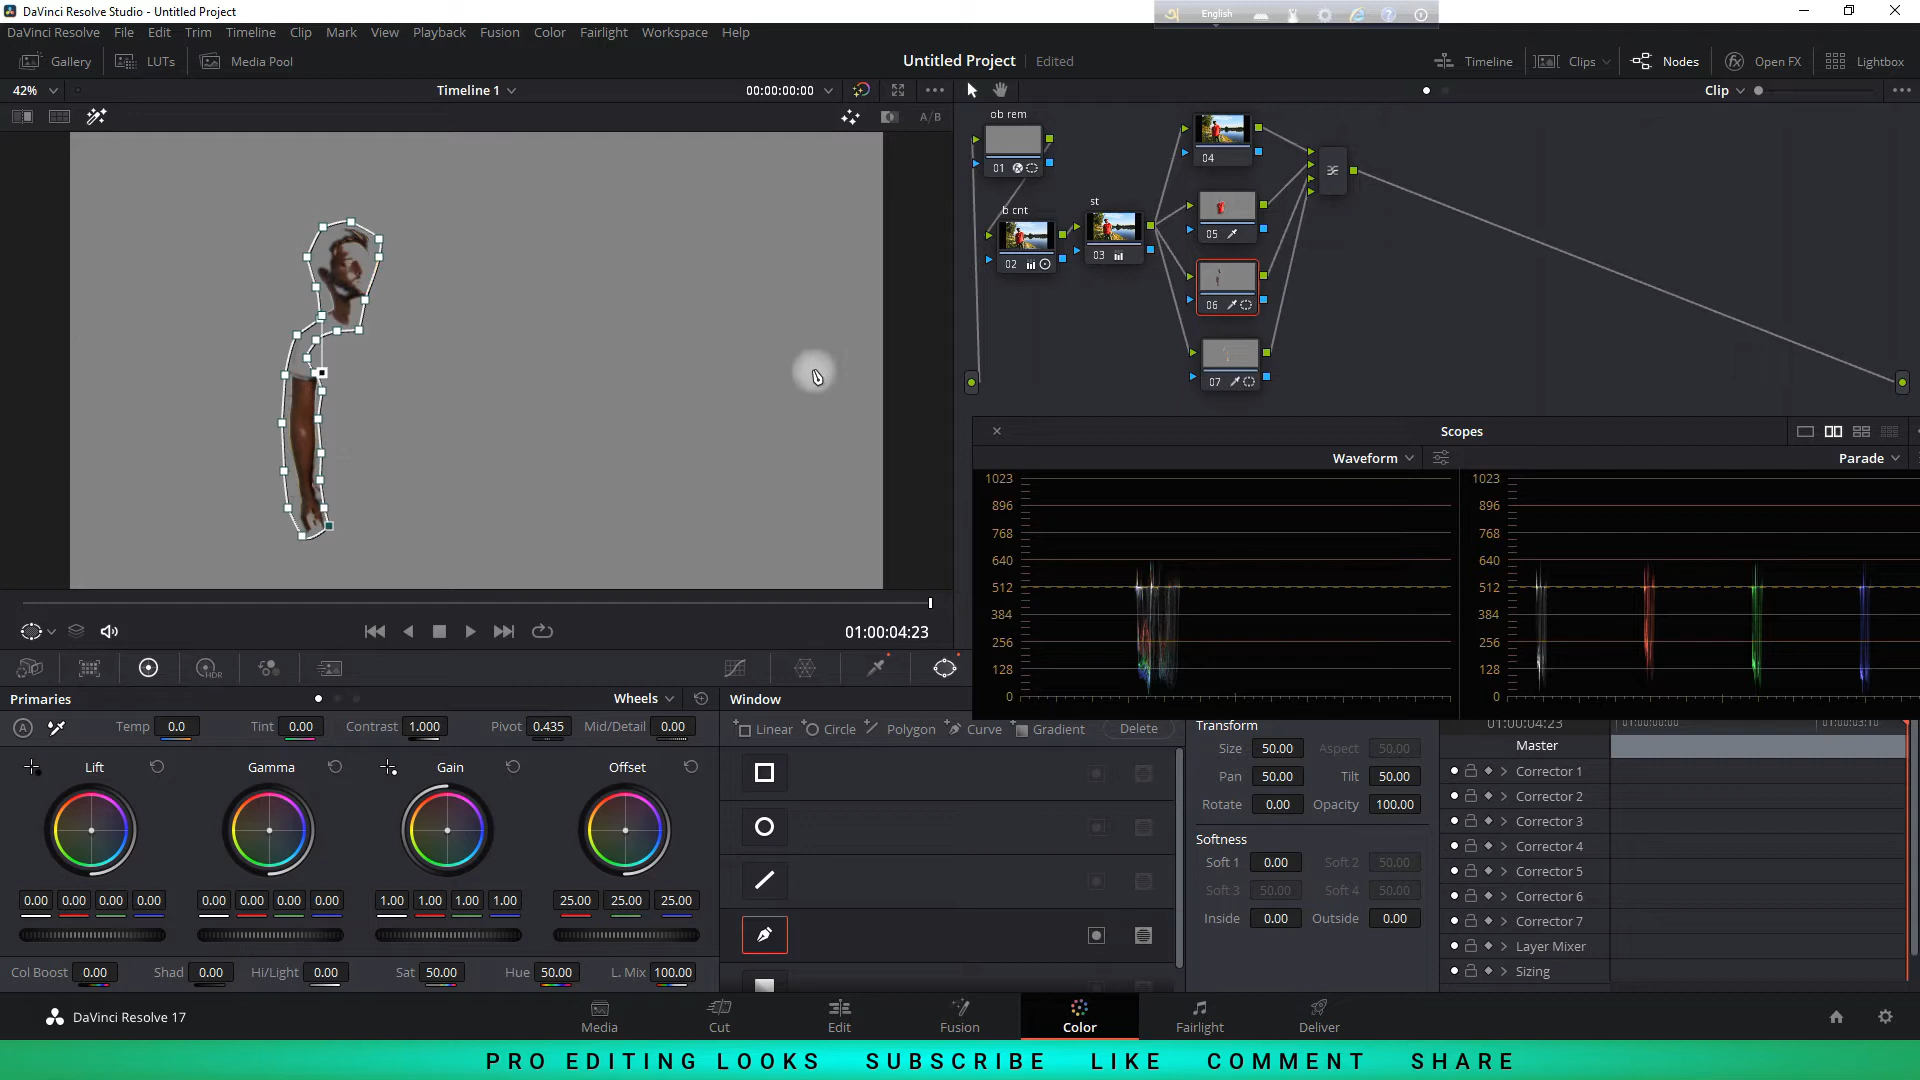 DaVinci Resolve Studio - Untitled Project
English
DaVinci Resolve File Edit Trim Timeline Clip Mark View Playback Fusion Color Fairlight Workspace Help
Gallery LUTs Media Pool Untitled Project Edited Timeline Clips Nodes Open FX Lightbox
42% Timeline 1 00:00:00:00 Clip
A/B
ob rem
01
04
b cnt
st
02
03
05
06
07
Scopes
Waveform Parade
1023 1023
896 896
768 768
640 640
512 512
384 384
256 256
128 128
0 0
01:00:04:23
HDR
Primaries Wheels Window
Temp 0.0 Tint 0.00 Contrast 1.000 Pivot 0.435 Mid/Detail 0.00
Linear Circle Polygon Curve Gradient Delete
Lift Gamma Gain Offset
0.00 0.00 0.00 0.00 0.00 0.00 0.00 0.00 1.00 1.00 1.00 1.00 25.00 25.00 25.00
Col Boost 0.00 Shad 0.00 Hi/Light 0.00 Sat 50.00 Hue 50.00 L. Mix 100.00
Transform
Size 50.00 Aspect 50.00
Pan 50.00 Tilt 50.00
Rotate 0.00 Opacity 100.00
Softness
Soft 1 0.00 Soft 2 50.00
Soft 3 50.00 Soft 4 50.00
Inside 0.00 Outside 0.00
01:00:04:23
Master
Corrector 1
Corrector 2
Corrector 3
Corrector 4
Corrector 5
Corrector 6
Corrector 7
Layer Mixer
Sizing
DaVinci Resolve 17
Media Cut Edit Fusion Color Fairlight Deliver
PRO EDITING LOOKS SUBSCRIBE LIKE COMMENT SHARE